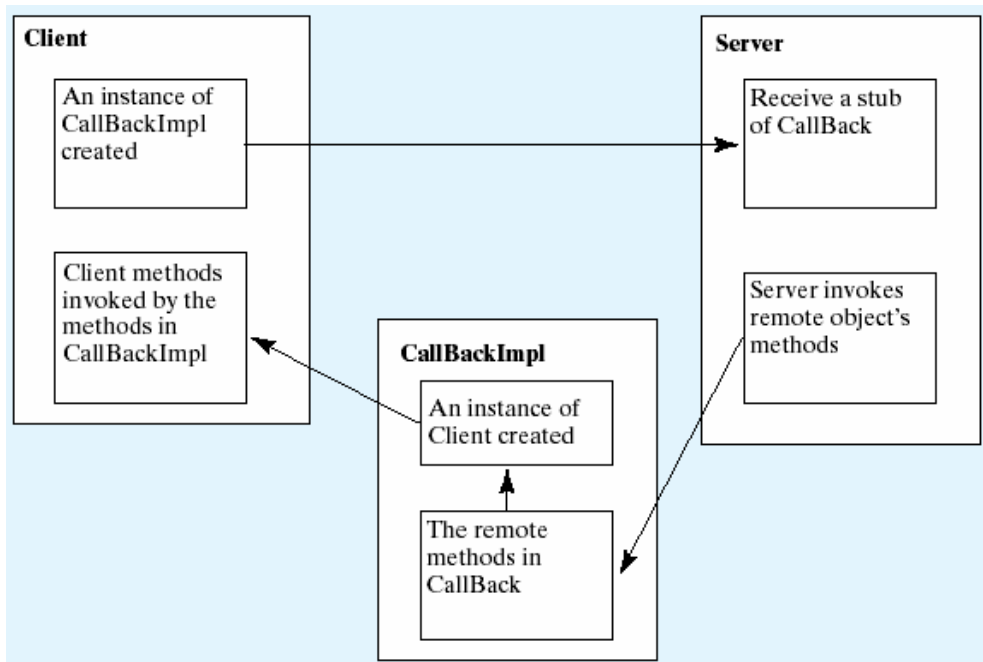 Client
An instance of
CallBackImpl
created
Client methods
invoked by the
methods in
CallBackImpl
CallBackImpl
An instance of
Client created
The remote
methods in
CallBack
Server
Receive a stub
of CallBack
Server invokes
remote object's
methods